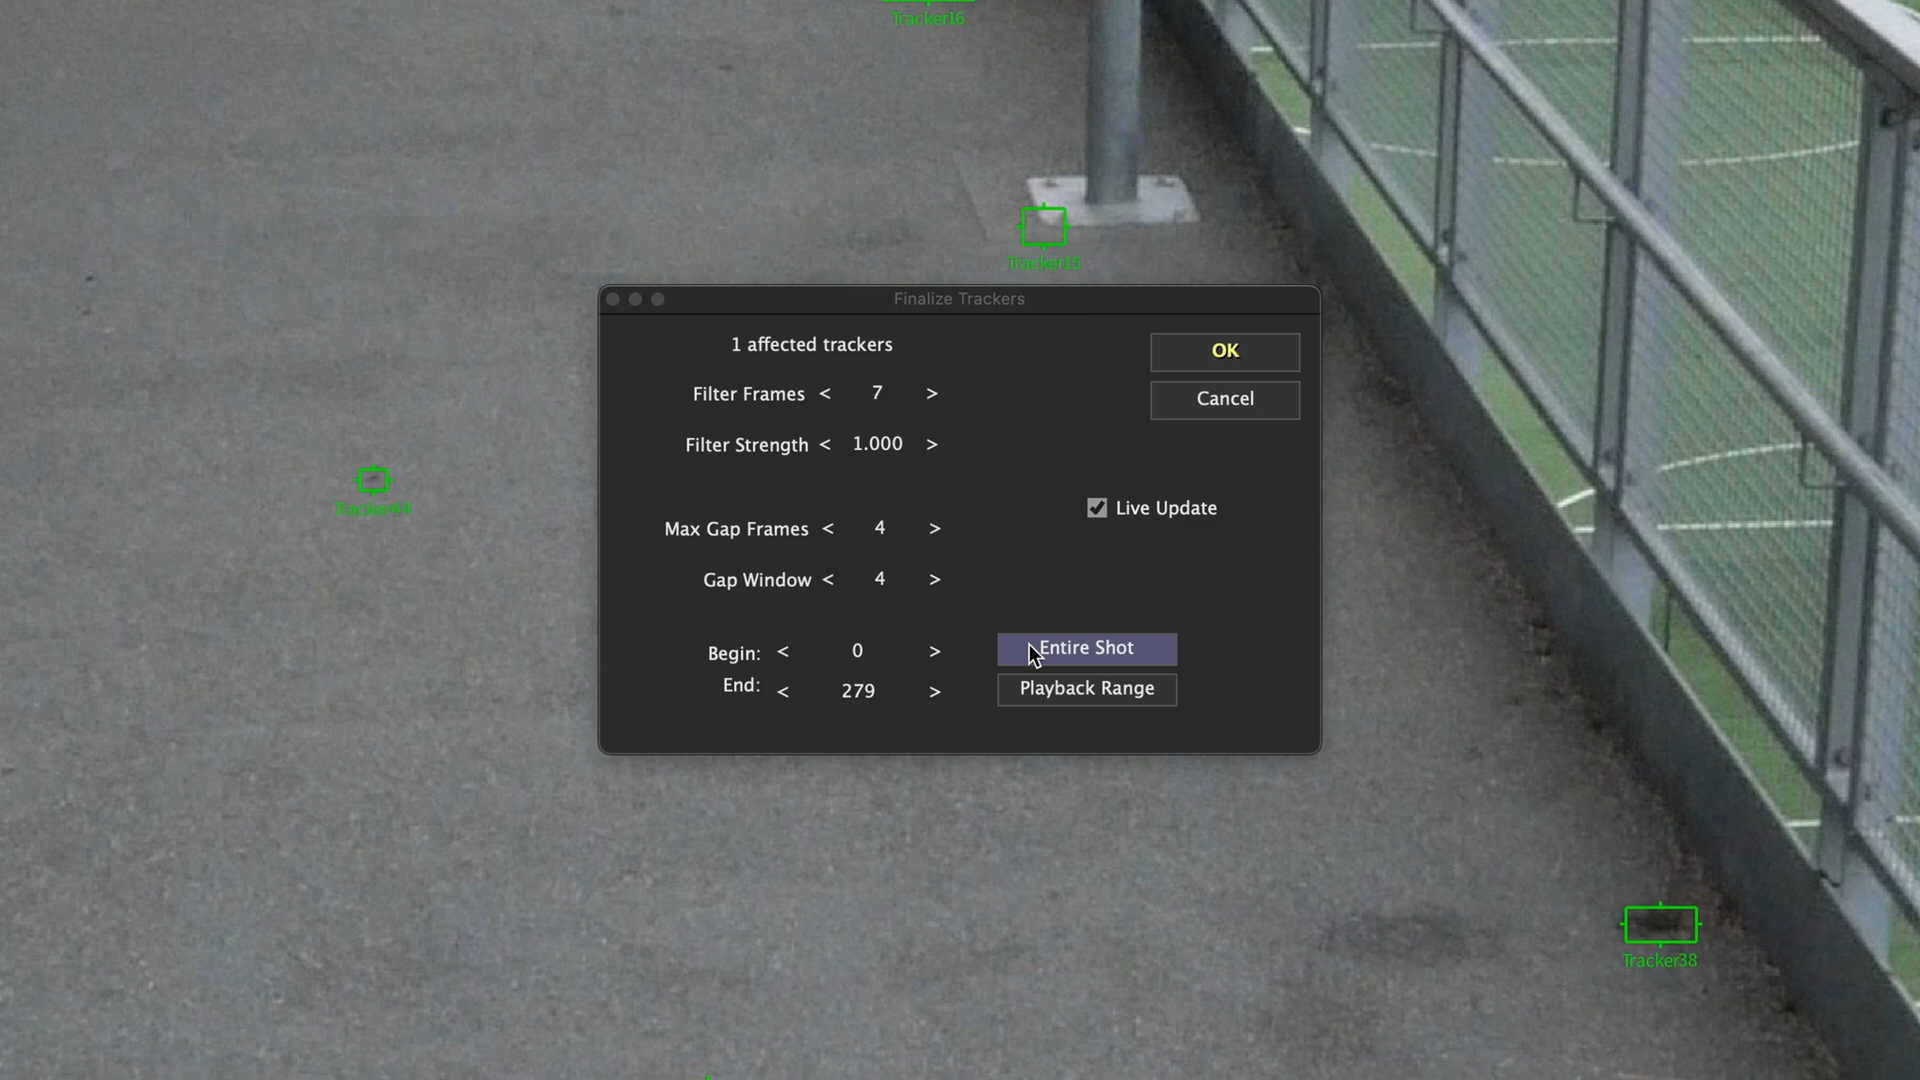 Tracker16
Tracker15
Finalize Trackers
1 affected trackers
OK
Filter Frames < 7 >
Cancel
Filter Strength < 1.000 >
Tracker44
Live Update
Max Gap Frames < 4 >
Gap Window < 4 >
Begin: < 0 >
Entire Shot
End: < 279 >
Playback Range
Tracker38